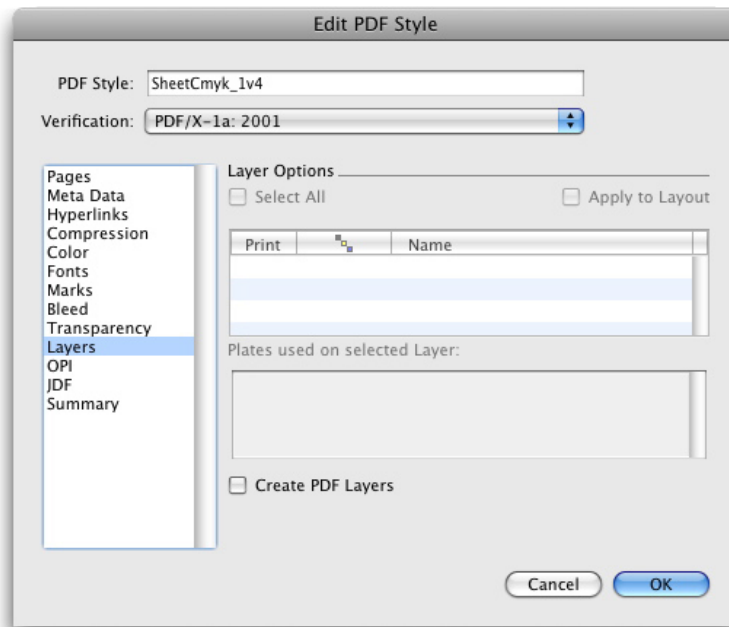 Edit PDF Style
PDF Style: SheetCmyk_1v4
Verification: PDF/X-1a: 2001
Pages
Meta Data
Hyperlinks
Compression
Color
Fonts
Marks
Bleed
Transparency
Layers
OPI
JDF
Summary
Layer Options
Select All
Apply to Layout
Print
Name
Plates used on selected Layer:
Create PDF Layers
Cancel
OK